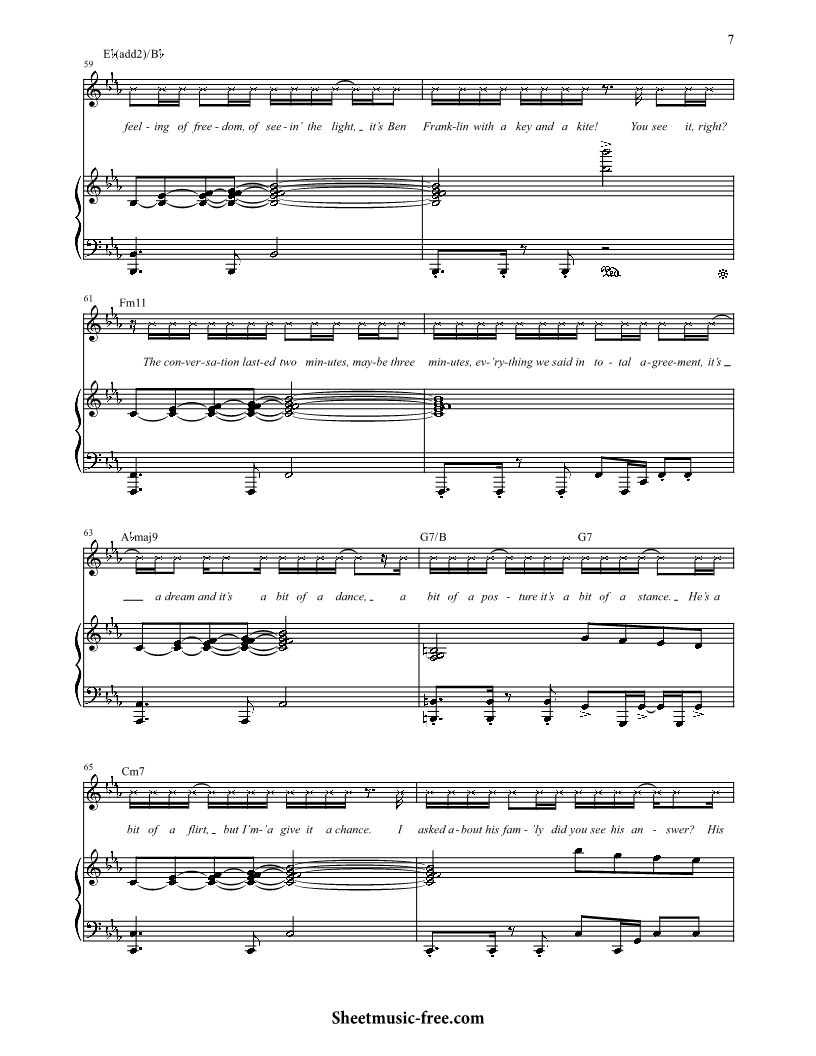 7
E♭(add2)/B♭
59
feel - ing of free - dom, of see - in' the light, _ it's Ben Frank-lin with a key and a kite! You see it, right?
61
Fm11
The con-ver-sa-tion last-ed two min-utes, may-be three min-utes, ev-'ry-thing we said in to - tal a-gree-ment, it's _
63
A♭maj9 G7/B G7
___ a dream and it's a bit of a dance, _ a bit of a pos - ture it's a bit of a stance. _ He's a
65
Cm7
bit of a flirt, _ but I'm-'a give it a chance. I asked a-bout his fam - 'ly did you see his an - swer? His
Sheetmusic-free.com